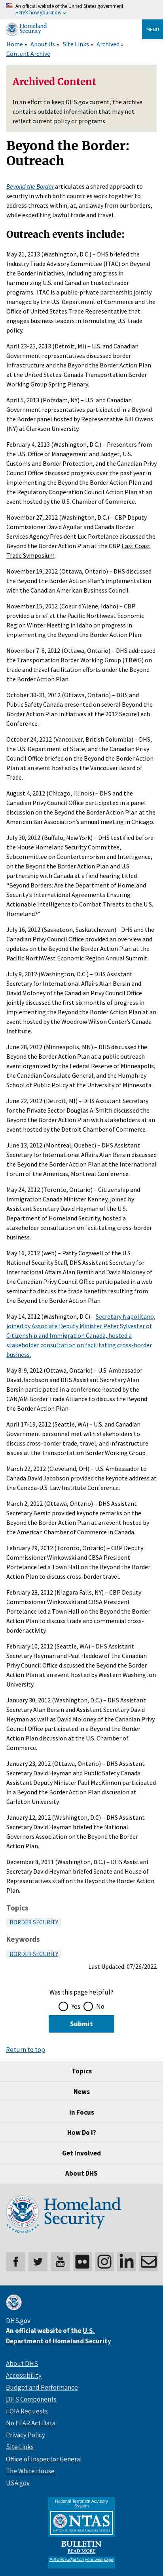 An official website of the United States government
Here's how you know
Homeland
Security
MENU
Home » About Us » Site Links » Archived »
Content Archive
Archived Content
In an effort to keep DHS.gov current, the archive
contains outdated information that may not
reflect current policy or programs.
Beyond the Border:
Outreach
Beyond the Border articulates a shared approach to
security in which both countries work together to
address threats within, at, and away from our borders,
while expediting lawful trade and travel.
Outreach events include:
May 21, 2013 (Washington, D.C.) – DHS briefed the
Industry Trade Advisory Committee (ITAC) on Beyond
the Border initiatives and next steps for pilot
programs. ITAC is a public private partnership jointly
managed by the U.S. Department of Commerce and the
Office of the United States Trade Representative that
engages business leaders in formulating U.S. trade
policy.
April 23-25, 2013 (Detroit, MI) – U.S. and Canadian
officials met with local stakeholders on infrastructure
investments and the Beyond the Border Action Plan
at the United States-Canada Transportation Border
Working Group Spring Plenary.
April 5, 2013 (Potsdam, NY) – U.S. and Canadian
government officials participated in a Beyond the
Border panel organized by Representative Bill Owens
(NY) at Clarkson University.
February 4, 2013 (Washington, D.C.) – Presenters from
the U.S. Office of Management and Budget, U.S.
Customs and Border Protection, and the Canadian Privy
Council Office participated in a joint Beyond the
Border and Regulatory Cooperation Council Action Plan
event at the U.S. Chamber of Commerce.
November 27, 2012 (Washington, D.C.) – CBP Deputy
Commissioner David Aguilar and Canada Border
Services Agency President Luc Portelance discussed the
Beyond the Border Action Plan at the CBP East Coast
Trade Symposium.
November 19, 2012 (Ottawa, Ontario) – DHS discussed
the Beyond the Border Action Plan's implementation
with the Canadian American Business Council.
November 15, 2012 (Coeur d'Alene, Idaho) – CBP
provided a brief at the Pacific Northwest Economic
Region Winter Meeting in Idaho on progress in
implementing the Beyond the Border Action Plan.
November 7-8, 2012 (Ottawa, Ontario) – DHS addressed
the Transportation Border Working Group (TBWG) on
trade and travel facilitation efforts under the Beyond the
Border Action Plan.
October 30-31, 2012 (Ottawa, Ontario) – DHS and
Public Safety Canada presented on several Beyond the
Border Action Plan initiatives at the 2012 SecureTech
Conference.
October 24, 2012 (Vancouver, British Columbia) – DHS,
the U.S. Department of State, and the Canadian Privy
Council Office briefed on the Beyond the Border Action
Plan at an event hosted by the Vancouver Board of
Trade.
August 4, 2012 (Chicago, Illinois) – DHS and the
Canadian Privy Council Office participated in a panel
discussion on the Beyond the Border Action Plan at the
American Bar Association's annual meeting in Chicago.
July 30, 2012 (Buffalo, New York) – DHS testified before
the House Homeland Security Committee,
Subcommittee on Counterterrorism and Intelligence,
on the Beyond the Border Action Plan and U.S.
partnership with Canada in a field hearing titled
"Beyond Borders: Are the Department of Homeland
Security's International Agreements Ensuring
Actionable Intelligence to Combat Threats to the U.S.
Homeland?"
July 16, 2012 (Saskatoon, Saskatchewan) - DHS and the
Canadian Privy Council Office provided an overview and
an update on the Beyond the Border Action Plan at the
Pacific NorthWest Economic Region Annual Summit.
July 9, 2012 (Washington, D.C.) – DHS Assistant
Secretary for International Affairs Alan Bersin and
David Moloney of the Canadian Privy Council Office
jointly discussed the first six months of progress in
implementing the Beyond the Border Action Plan at an
event hosted by the Woodrow Wilson Center's Canada
Institute.
June 28, 2012 (Minneapolis, MN) – DHS discussed the
Beyond the Border Action Plan at a public outreach
event organized by the Federal Reserve of Minneapolis,
the Canadian Consulate General, and the Humphrey
School of Public Policy at the University of Minnesota.
June 22, 2012 (Detroit, MI) – DHS Assistant Secretary
for the Private Sector Douglas A. Smith discussed the
Beyond the Border Action Plan with stakeholders at an
event hosted by the Detroit Chamber of Commerce.
June 13, 2012 (Montreal, Quebec) – DHS Assistant
Secretary for International Affairs Alan Bersin discussed
the Beyond the Border Action Plan at the International
Forum of the Americas, in Montreal Conference.
May 24, 2012 (Toronto, Ontario) – Citizenship and
Immigration Canada Minister Kenney, joined by
Assistant Secretary David Heyman of the U.S.
Department of Homeland Security, hosted a
stakeholder consultation on facilitating cross-border
business.
May 16, 2012 (web) – Patty Cogswell of the U.S.
National Security Staff, DHS Assistant Secretary for
International Affairs Alan Bersin, and David Moloney of
the Canadian Privy Council Office participated in a web
seminar to the field to discuss implementation of the
Beyond the Border Action Plan.
May 14, 2012 (Washington, D.C) – Secretary Napolitano,
joined by Associate Deputy Minister Peter Sylvester of
Citizenship and Immigration Canada, hosted a
stakeholder consultation on facilitating cross-border
business.
May 8-9, 2012 (Ottawa, Ontario) – U.S. Ambassador
David Jacobson and DHS Assistant Secretary Alan
Bersin participated in a conference organized by the
CAN/AM Border Trade Alliance and spoke to the Beyond
the Border Action Plan.
April 17-19, 2012 (Seattle, WA) – U.S. and Canadian
officials met with local stakeholders to discuss
cross-border trade, travel, and infrastructure
investments at the Transportation Border Working Group.
March 22, 2012 (Cleveland, OH) – U.S. Ambassador to
Canada David Jacobson provided keynote remarks at
the Canada-U.S. Law Institute Conference.
March 2, 2012 (Ottawa, Ontario) – DHS Assistant
Secretary Bersin provided keynote remarks on the
Beyond the Border Action Plan at an event hosted by
the American Chamber of Commerce in Canada.
February 29, 2012 (Toronto, Ontario) – CBP Deputy
Commissioner Winkowski and CBSA President
Portelance led a Town Hall on the Beyond the Border
Action Plan to discuss cross-border travel.
February 28, 2012 (Niagara Falls, NY) – CBP Deputy
Commissioner Winkowski and CBSA President
Portelance led a Town Hall on the Beyond the Border
Action Plan to discuss trade and commercial cross-
border activity.
February 10, 2012 (Seattle, WA) – DHS Assistant
Secretary Heyman and Paul Haddow of the Canadian
Privy Council Office discussed the Beyond the Border
Action Plan at an event hosted by Western Washington
University.
January 30, 2012 (Washington, D.C.) – DHS Assistant
Secretary Alan Bersin and Assistant Secretary David
Heyman as well as David Maloney of the Canadian Privy
Council Office participated in a Beyond the Border
Action Plan discussion at the U.S. Chamber of
Commerce.
January 23, 2012 (Ottawa, Ontario) – DHS Assistant
Secretary David Heyman and Public Safety Canada
Assistant Deputy Minister Paul MacKinnon participated
in a Beyond the Border Action Plan discussion at
Carleton University.
January 12, 2012 (Washington, D.C) – DHS Assistant
Secretary David Heyman briefed the National
Governors Association on the Beyond the Border
Action Plan.
December 8, 2011 (Washington, D.C.) – DHS Assistant
Secretary David Heyman briefed Senate and House of
Representatives staff on the Beyond the Border Action
Plan.
Topics
BORDER SECURITY
Keywords
BORDER SECURITY
Last Updated: 07/26/2022
Was this page helpful?
Yes No
Submit
Return to top
Topics
News
In Focus
How Do I?
Get Involved
About DHS
Homeland
Security
DHS.gov
An official website of the U.S.
Department of Homeland Security
About DHS
Accessibility
Budget and Performance
DHS Components
FOIA Requests
No FEAR Act Data
Privacy Policy
Site Links
Office of Inspector General
The White House
USA.gov
National Terrorism Advisory
System
NTAS
BULLETIN
READ MORE
Put this widget on your web page